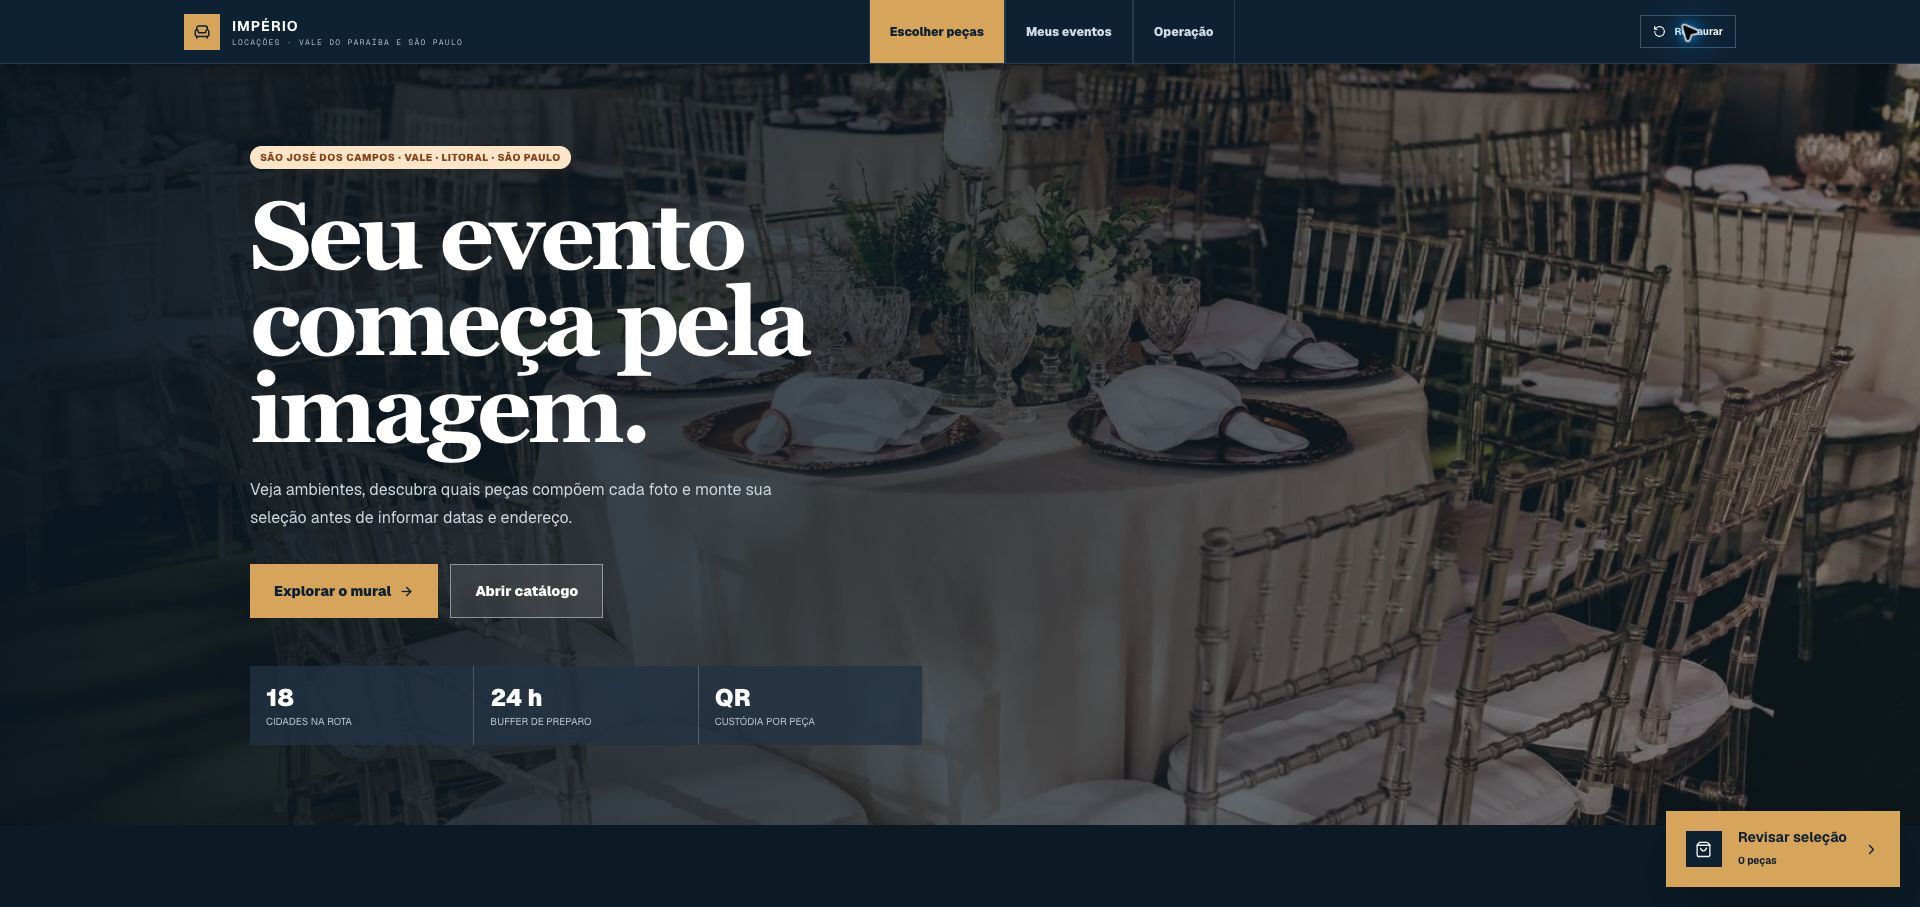 IMPÉRIO
LOCAÇÕES · VALE DO PARAÍBA E SÃO PAULO
Escolher peças
Meus eventos
Operação
SÃO JOSÉ DOS CAMPOS · VALE · LITORAL · SÃO PAULO
Seu evento
começa pela
imagem.
Veja ambientes, descubra quais peças compõem cada foto e monte sua
seleção antes de informar datas e endereço.
Explorar o mural
Abrir catálogo
18
CIDADES NA ROTA
24 h
BUFFER DE PREPARO
QR
CUSTÓDIA POR PEÇA
Revisar seleção
0 peças